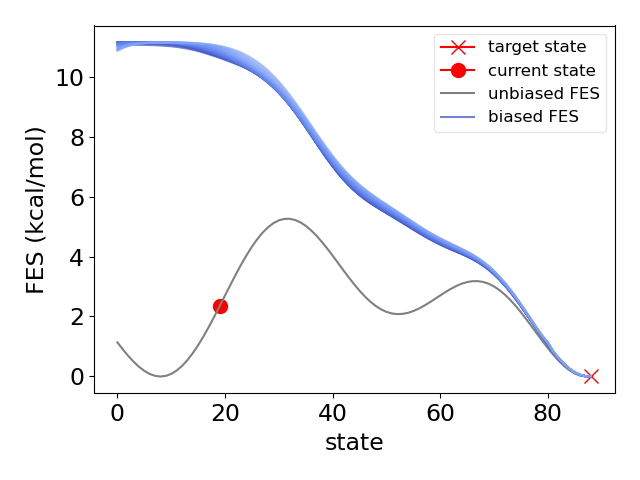 target state
current state
unbiased FES
biased FES
FES (kcal/mol)
10
8
6
4
2
0
0 20 40 60 80
state